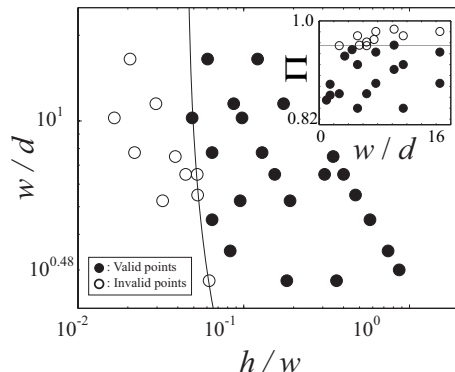 1.0
Π
0.82
0 8 16
w / d
10^1
w / d
10^0.48
● : Valid points
○ : Invalid points
10^-2 10^-1 10^0
h / w